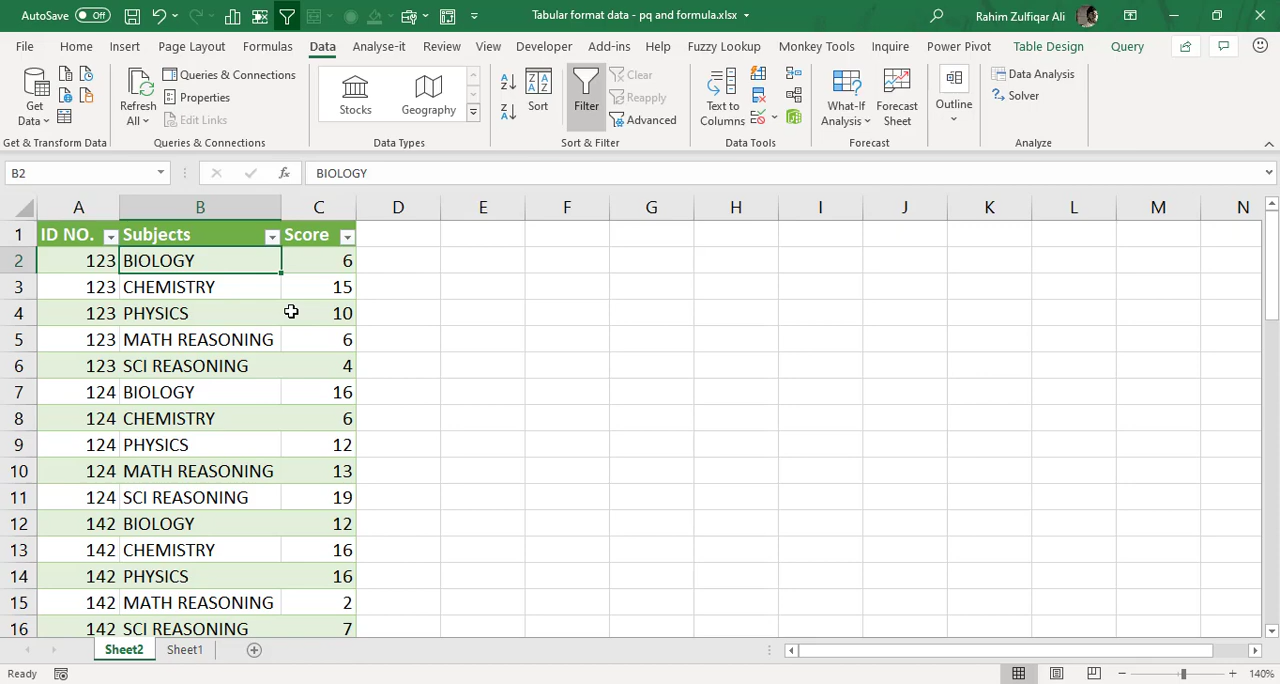 AutoSave Off Tabular format data - pq and formula.xlsx Rahim Zulfiqar Ali
File Home Insert Page Layout Formulas Data Analyse-it Review View Developer Add-ins Help Fuzzy Lookup Monkey Tools Inquire Power Pivot Table Design Query
Get Data
Refresh All
Queries & Connections
Properties
Edit Links
Stocks
Geography
Sort
Filter
Clear
Reapply
Advanced
Text to Columns
What-If Analysis
Forecast Sheet
Outline
Data Analysis
Solver
Get & Transform Data Queries & Connections Data Types Sort & Filter Data Tools Forecast Analyze
B2 fx BIOLOGY
A B C D E F G H I J K L M N
1 ID NO. Subjects Score
2 123 BIOLOGY 6
3 123 CHEMISTRY 15
4 123 PHYSICS 10
5 123 MATH REASONING 6
6 123 SCI REASONING 4
7 124 BIOLOGY 16
8 124 CHEMISTRY 6
9 124 PHYSICS 12
10 124 MATH REASONING 13
11 124 SCI REASONING 19
12 142 BIOLOGY 12
13 142 CHEMISTRY 16
14 142 PHYSICS 16
15 142 MATH REASONING 2
16 142 SCI REASONING 7
Sheet2 Sheet1
Ready 140%